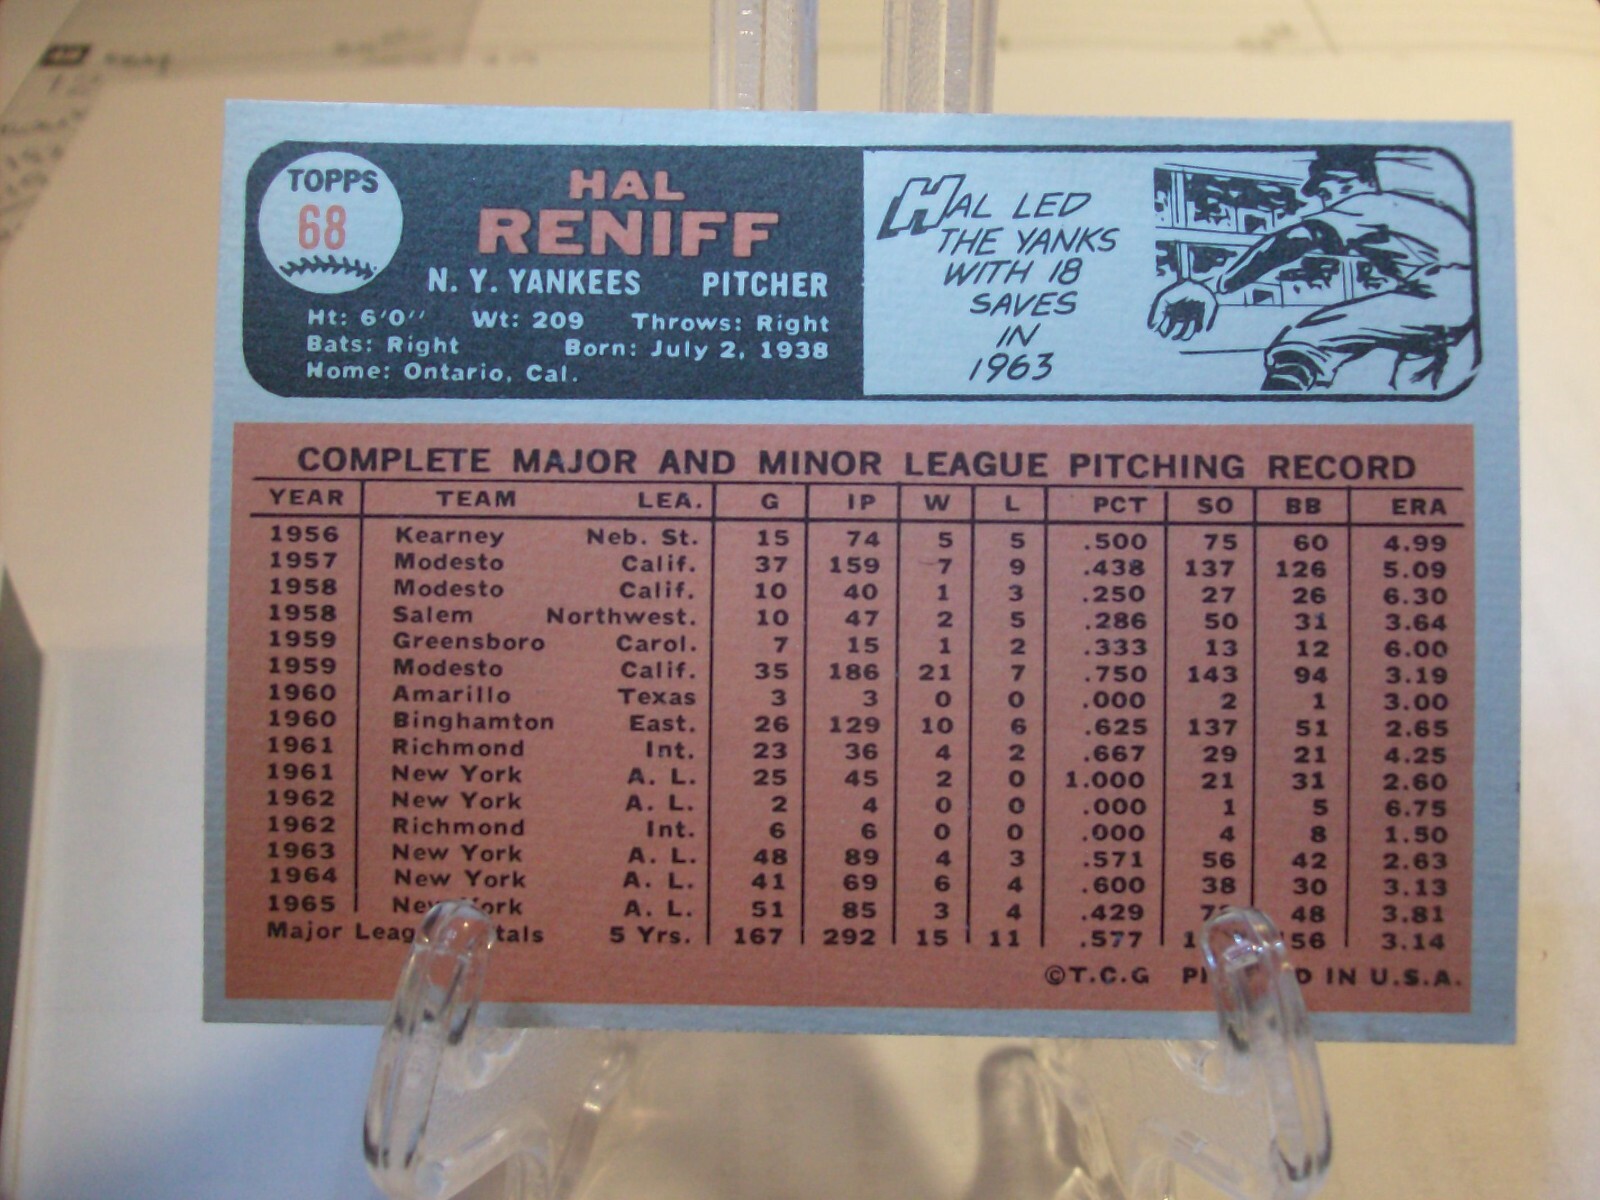 TOPPS
68
HAL
RENIFF
N. Y. YANKEES PITCHER
Ht: 6'0'' Wt: 209 Throws: Right
Bats: Right Born: July 2, 1938
Home: Ontario, Cal.
HAL LED
THE YANKS
WITH 18
SAVES
IN
1963
COMPLETE MAJOR AND MINOR LEAGUE PITCHING RECORD
YEAR TEAM LEA. G IP W L PCT SO BB ERA
1956 Kearney Neb. St. 15 74 5 5 .500 75 60 4.99
1957 Modesto Calif. 37 159 7 9 .438 137 126 5.09
1958 Modesto Calif. 10 40 1 3 .250 27 26 6.30
1958 Salem Northwest. 10 47 2 5 .286 50 31 3.64
1959 Greensboro Carol. 7 15 1 2 .333 13 12 6.00
1959 Modesto Calif. 35 186 21 7 .750 143 94 3.19
1960 Amarillo Texas 3 3 0 0 .000 2 1 3.00
1960 Binghamton East. 26 129 10 6 .625 137 51 2.65
1961 Richmond Int. 23 36 4 2 .667 29 21 4.25
1961 New York A. L. 25 45 2 0 1.000 21 31 2.60
1962 New York A. L. 2 4 0 0 .000 1 5 6.75
1962 Richmond Int. 6 6 0 0 .000 4 8 1.50
1963 New York A. L. 48 89 4 3 .571 56 42 2.63
1964 New York A. L. 41 69 6 4 .600 38 30 3.13
1965 New York A. L. 51 85 3 4 .429 48 3.81
Major League Totals 5 Yrs. 167 292 15 11 .577 156 3.14
©T.C.G PRINTED IN U.S.A.